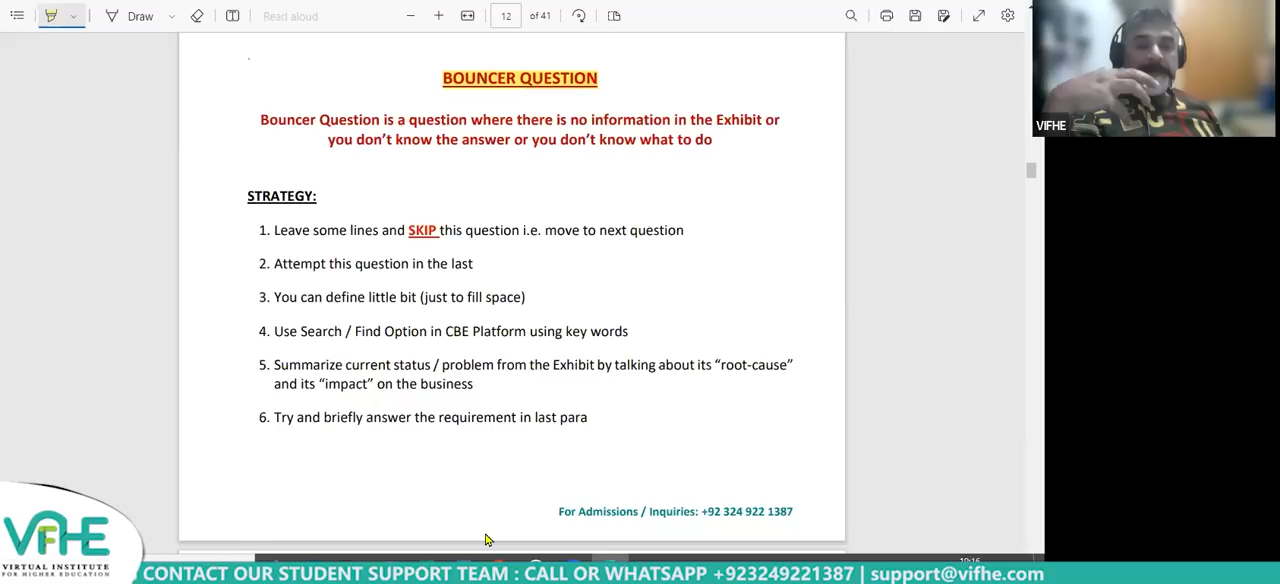 Draw
Read aloud
12
of 41
BOUNCER QUESTION
Bouncer Question is a question where there is no information in the Exhibit or
you don't know the answer or you don't know what to do
STRATEGY:
1. Leave some lines and SKIP this question i.e. move to next question
2. Attempt this question in the last
3. You can define little bit (just to fill space)
4. Use Search / Find Option in CBE Platform using key words
5. Summarize current status / problem from the Exhibit by talking about its “root-cause”
and its “impact” on the business
6. Try and briefly answer the requirement in last para
For Admissions / Inquiries: +92 324 922 1387
VIFHE
VIFHE
VIRTUAL INSTITUTE
FOR HIGHER EDUCATION
CONTACT OUR STUDENT SUPPORT TEAM : CALL OR WHATSAPP +923249221387 | support@vifhe.com